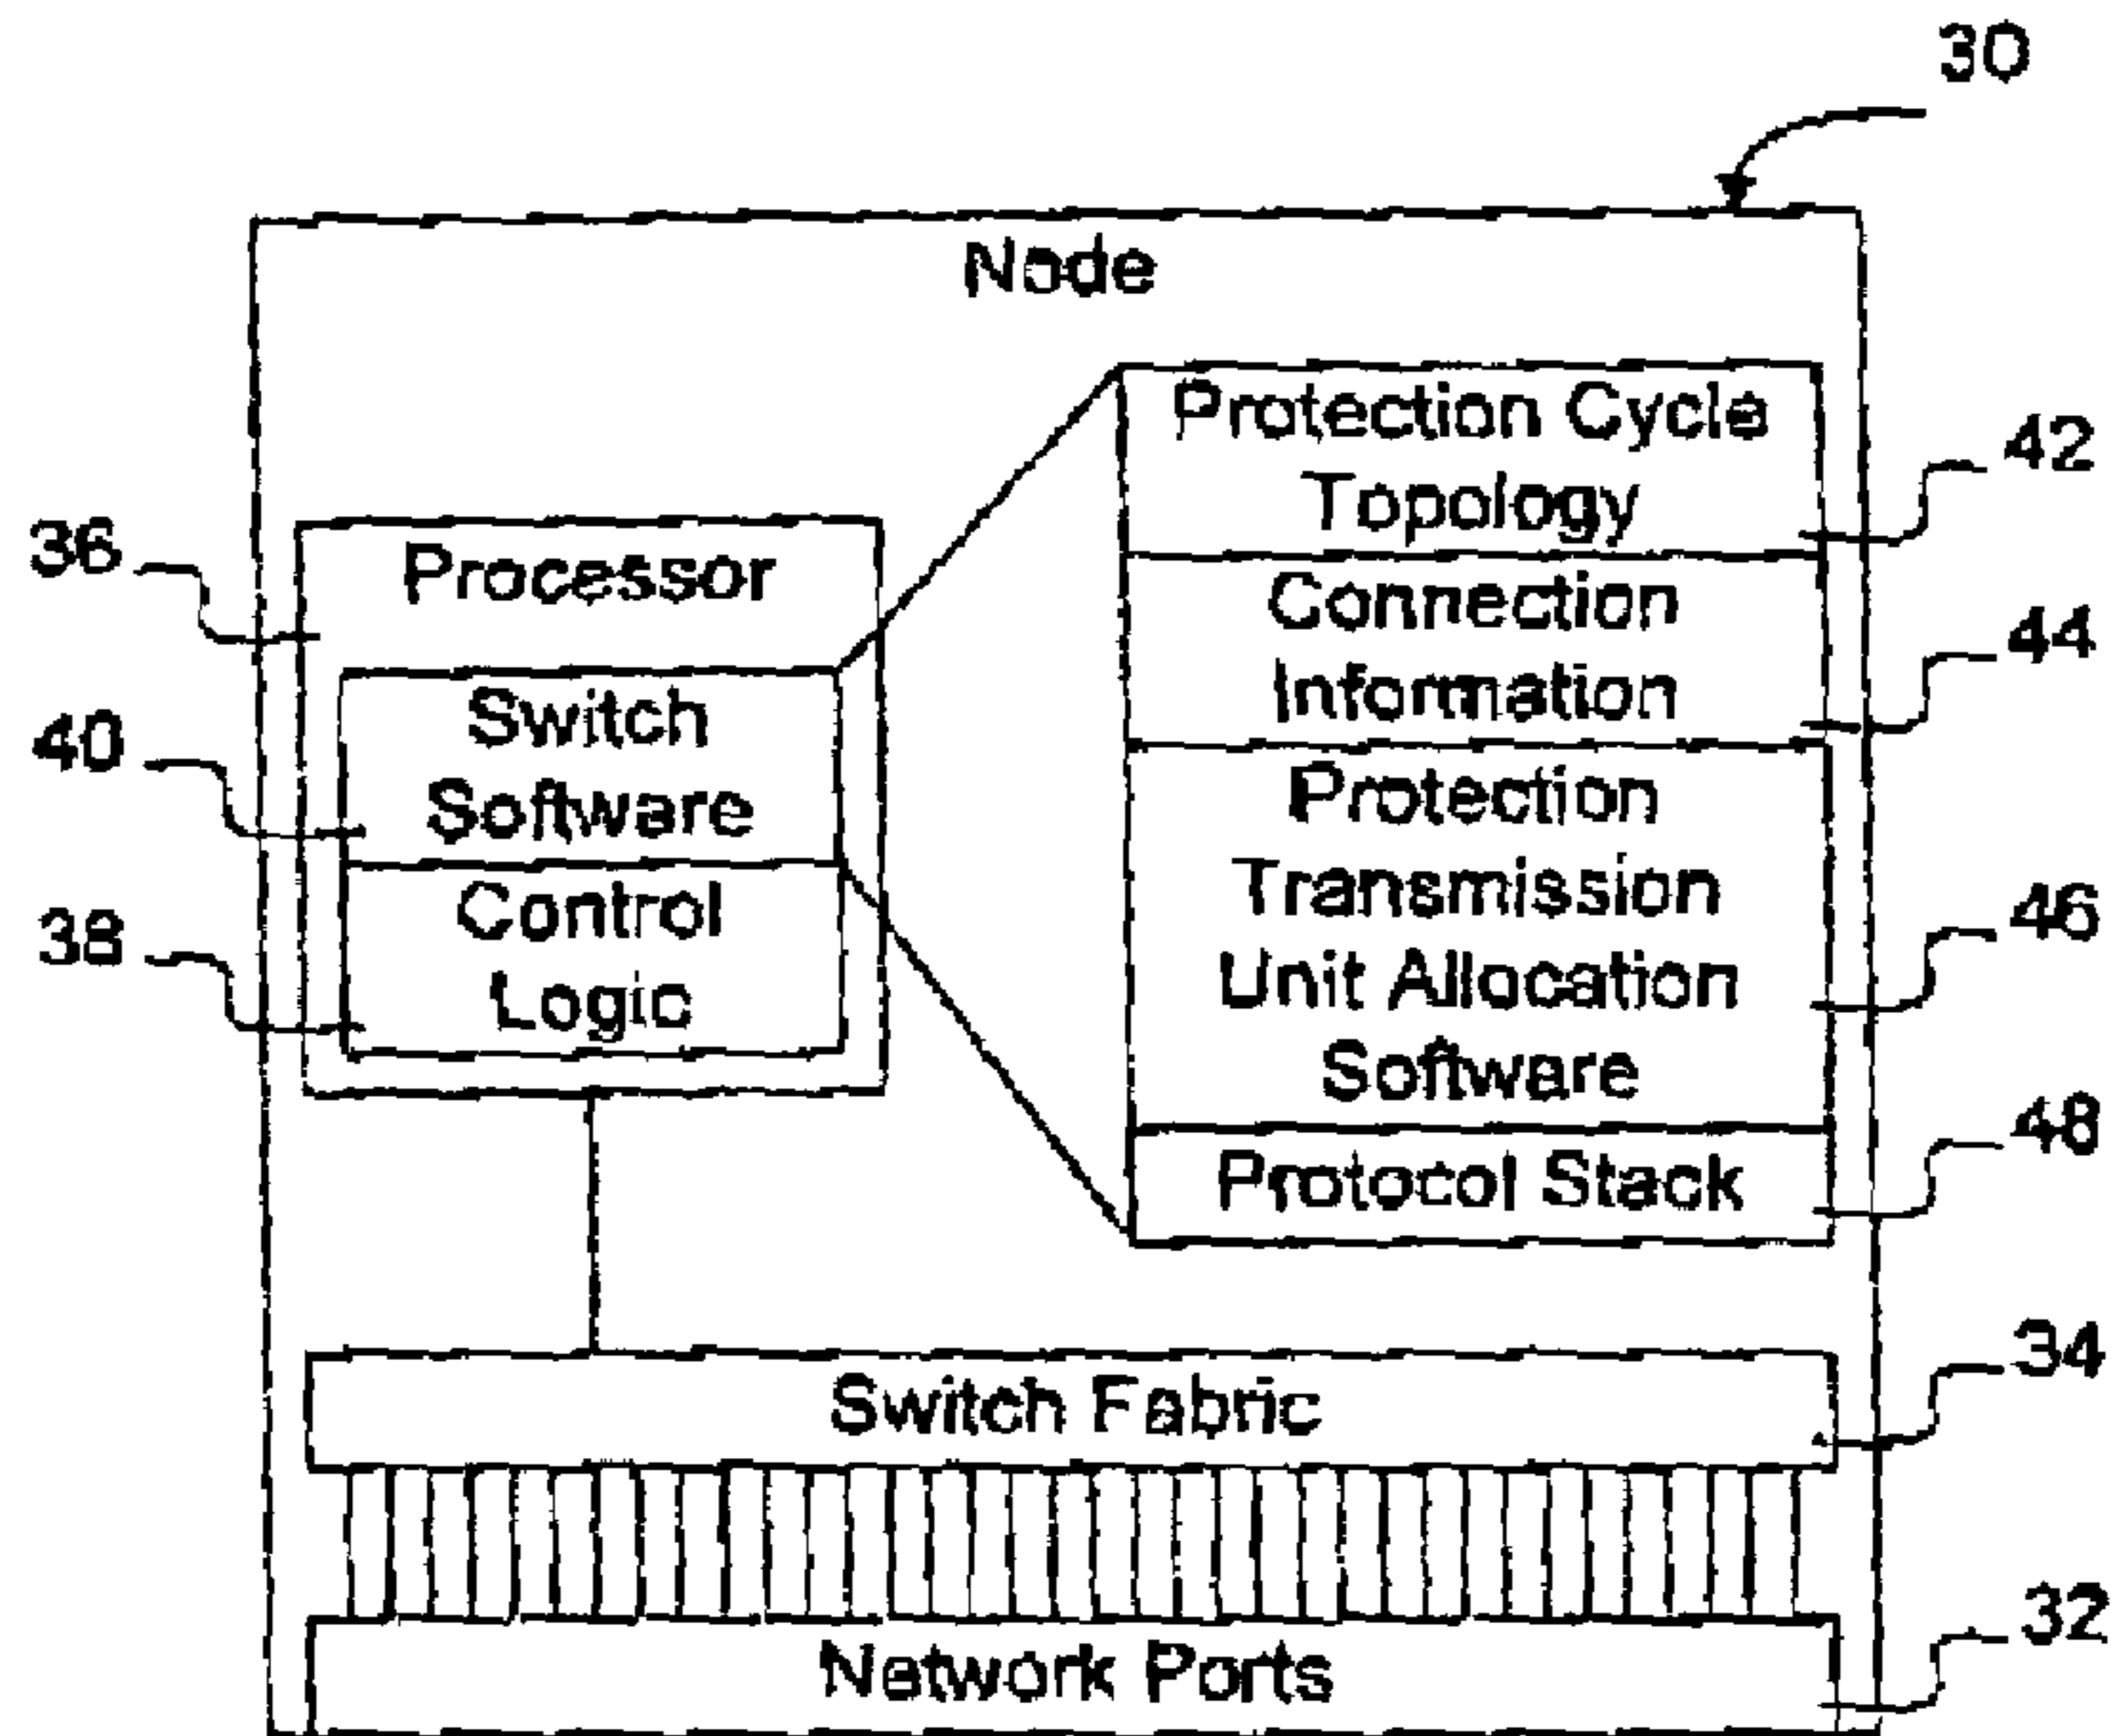 30
Node
Protection Cycle
Topology
42
36
Processor
Connection
Information
44
Switch
Software
40
Protection
Transmission
Unit Allocation
Software
46
Control
Logic
38
Protocol Stack
48
Switch Fabric
34
Network Ports
32